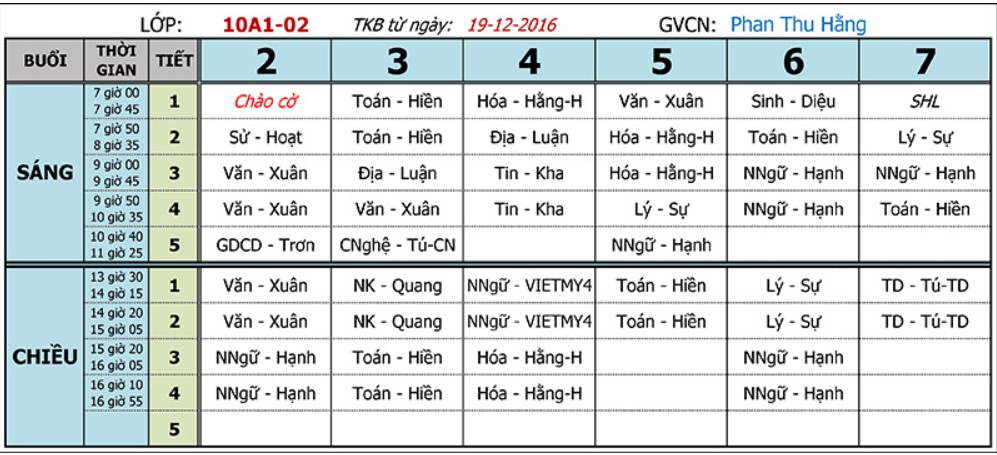 LỚP: 10A1-02 TKB từ ngày: 19-12-2016 GVCN: Phan Thu Hằng
BUỔI THỜI GIAN TIẾT 2 3 4 5 6 7
SÁNG
7 giờ 00 7 giờ 45 1 Chào cờ Toán - Hiền Hóa - Hằng-H Văn - Xuân Sinh - Diệu SHL
7 giờ 50 8 giờ 35 2 Sử - Hoạt Toán - Hiền Địa - Luận Hóa - Hằng-H Toán - Hiền Lý - Sự
9 giờ 00 9 giờ 45 3 Văn - Xuân Địa - Luận Tin - Kha Hóa - Hằng-H NNgữ - Hạnh NNgữ - Hạnh
9 giờ 50 10 giờ 35 4 Văn - Xuân Văn - Xuân Tin - Kha Lý - Sự NNgữ - Hạnh Toán - Hiền
10 giờ 40 11 giờ 25 5 GDCD - Trơn CNghệ - Tú-CN NNgữ - Hạnh
CHIỀU
13 giờ 30 14 giờ 15 1 Văn - Xuân NK - Quang NNgữ - VIETMY4 Toán - Hiền Lý - Sự TD - Tú-TD
14 giờ 20 15 giờ 05 2 Văn - Xuân NK - Quang NNgữ - VIETMY4 Toán - Hiền Lý - Sự TD - Tú-TD
15 giờ 20 16 giờ 05 3 NNgữ - Hạnh Toán - Hiền Hóa - Hằng-H NNgữ - Hạnh
16 giờ 10 16 giờ 55 4 NNgữ - Hạnh Toán - Hiền Hóa - Hằng-H NNgữ - Hạnh
5